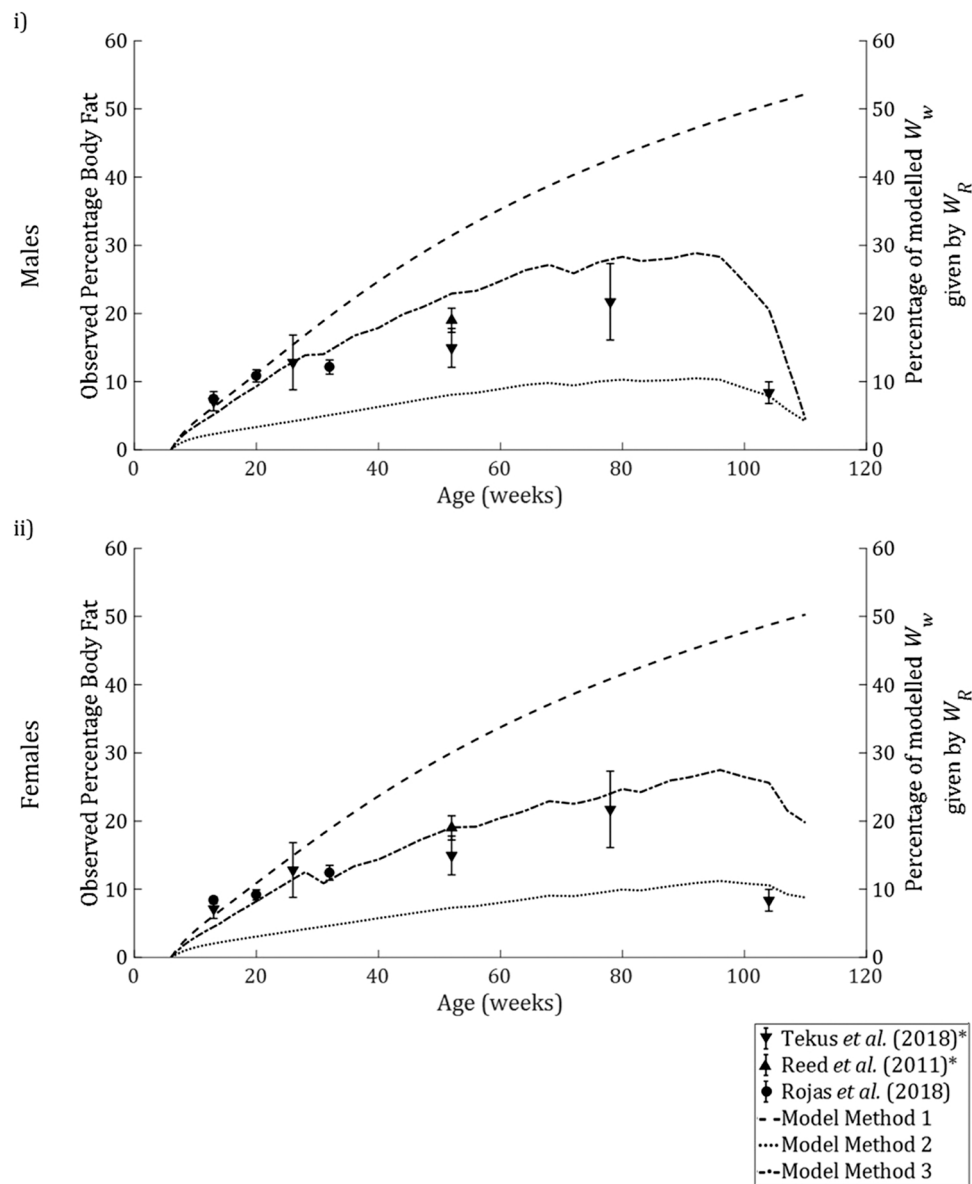 i)
Males
Observed Percentage Body Fat
60
50
40
30
20
10
0
60
50
40
30
20
10
0
Percentage of modelled W_w
given by W_R
0 20 40 60 80 100 120
Age (weeks)
ii)
Females
Observed Percentage Body Fat
60
50
40
30
20
10
0
60
50
40
30
20
10
0
Percentage of modelled W_w
given by W_R
0 20 40 60 80 100 120
Age (weeks)
Tekus et al. (2018)*
Reed et al. (2011)*
Rojas et al. (2018)
Model Method 1
Model Method 2
Model Method 3